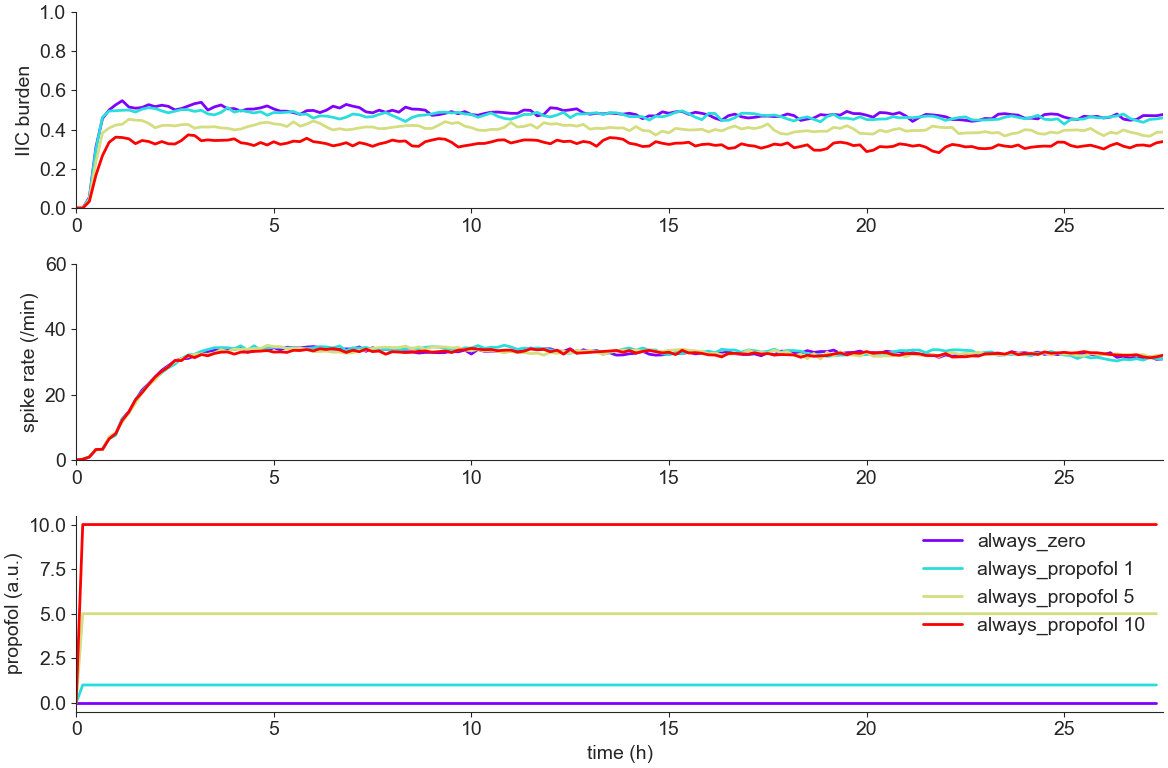 1.0
0.8
0.6
0.4
0.2
0.0
IIC burden
0 5 10 15 20 25
60
40
20
0
spike rate (/min)
0 5 10 15 20 25
10.0
7.5
5.0
2.5
0.0
propofol (a.u.)
always_zero
always_propofol 1
always_propofol 5
always_propofol 10
0 5 10 15 20 25
time (h)